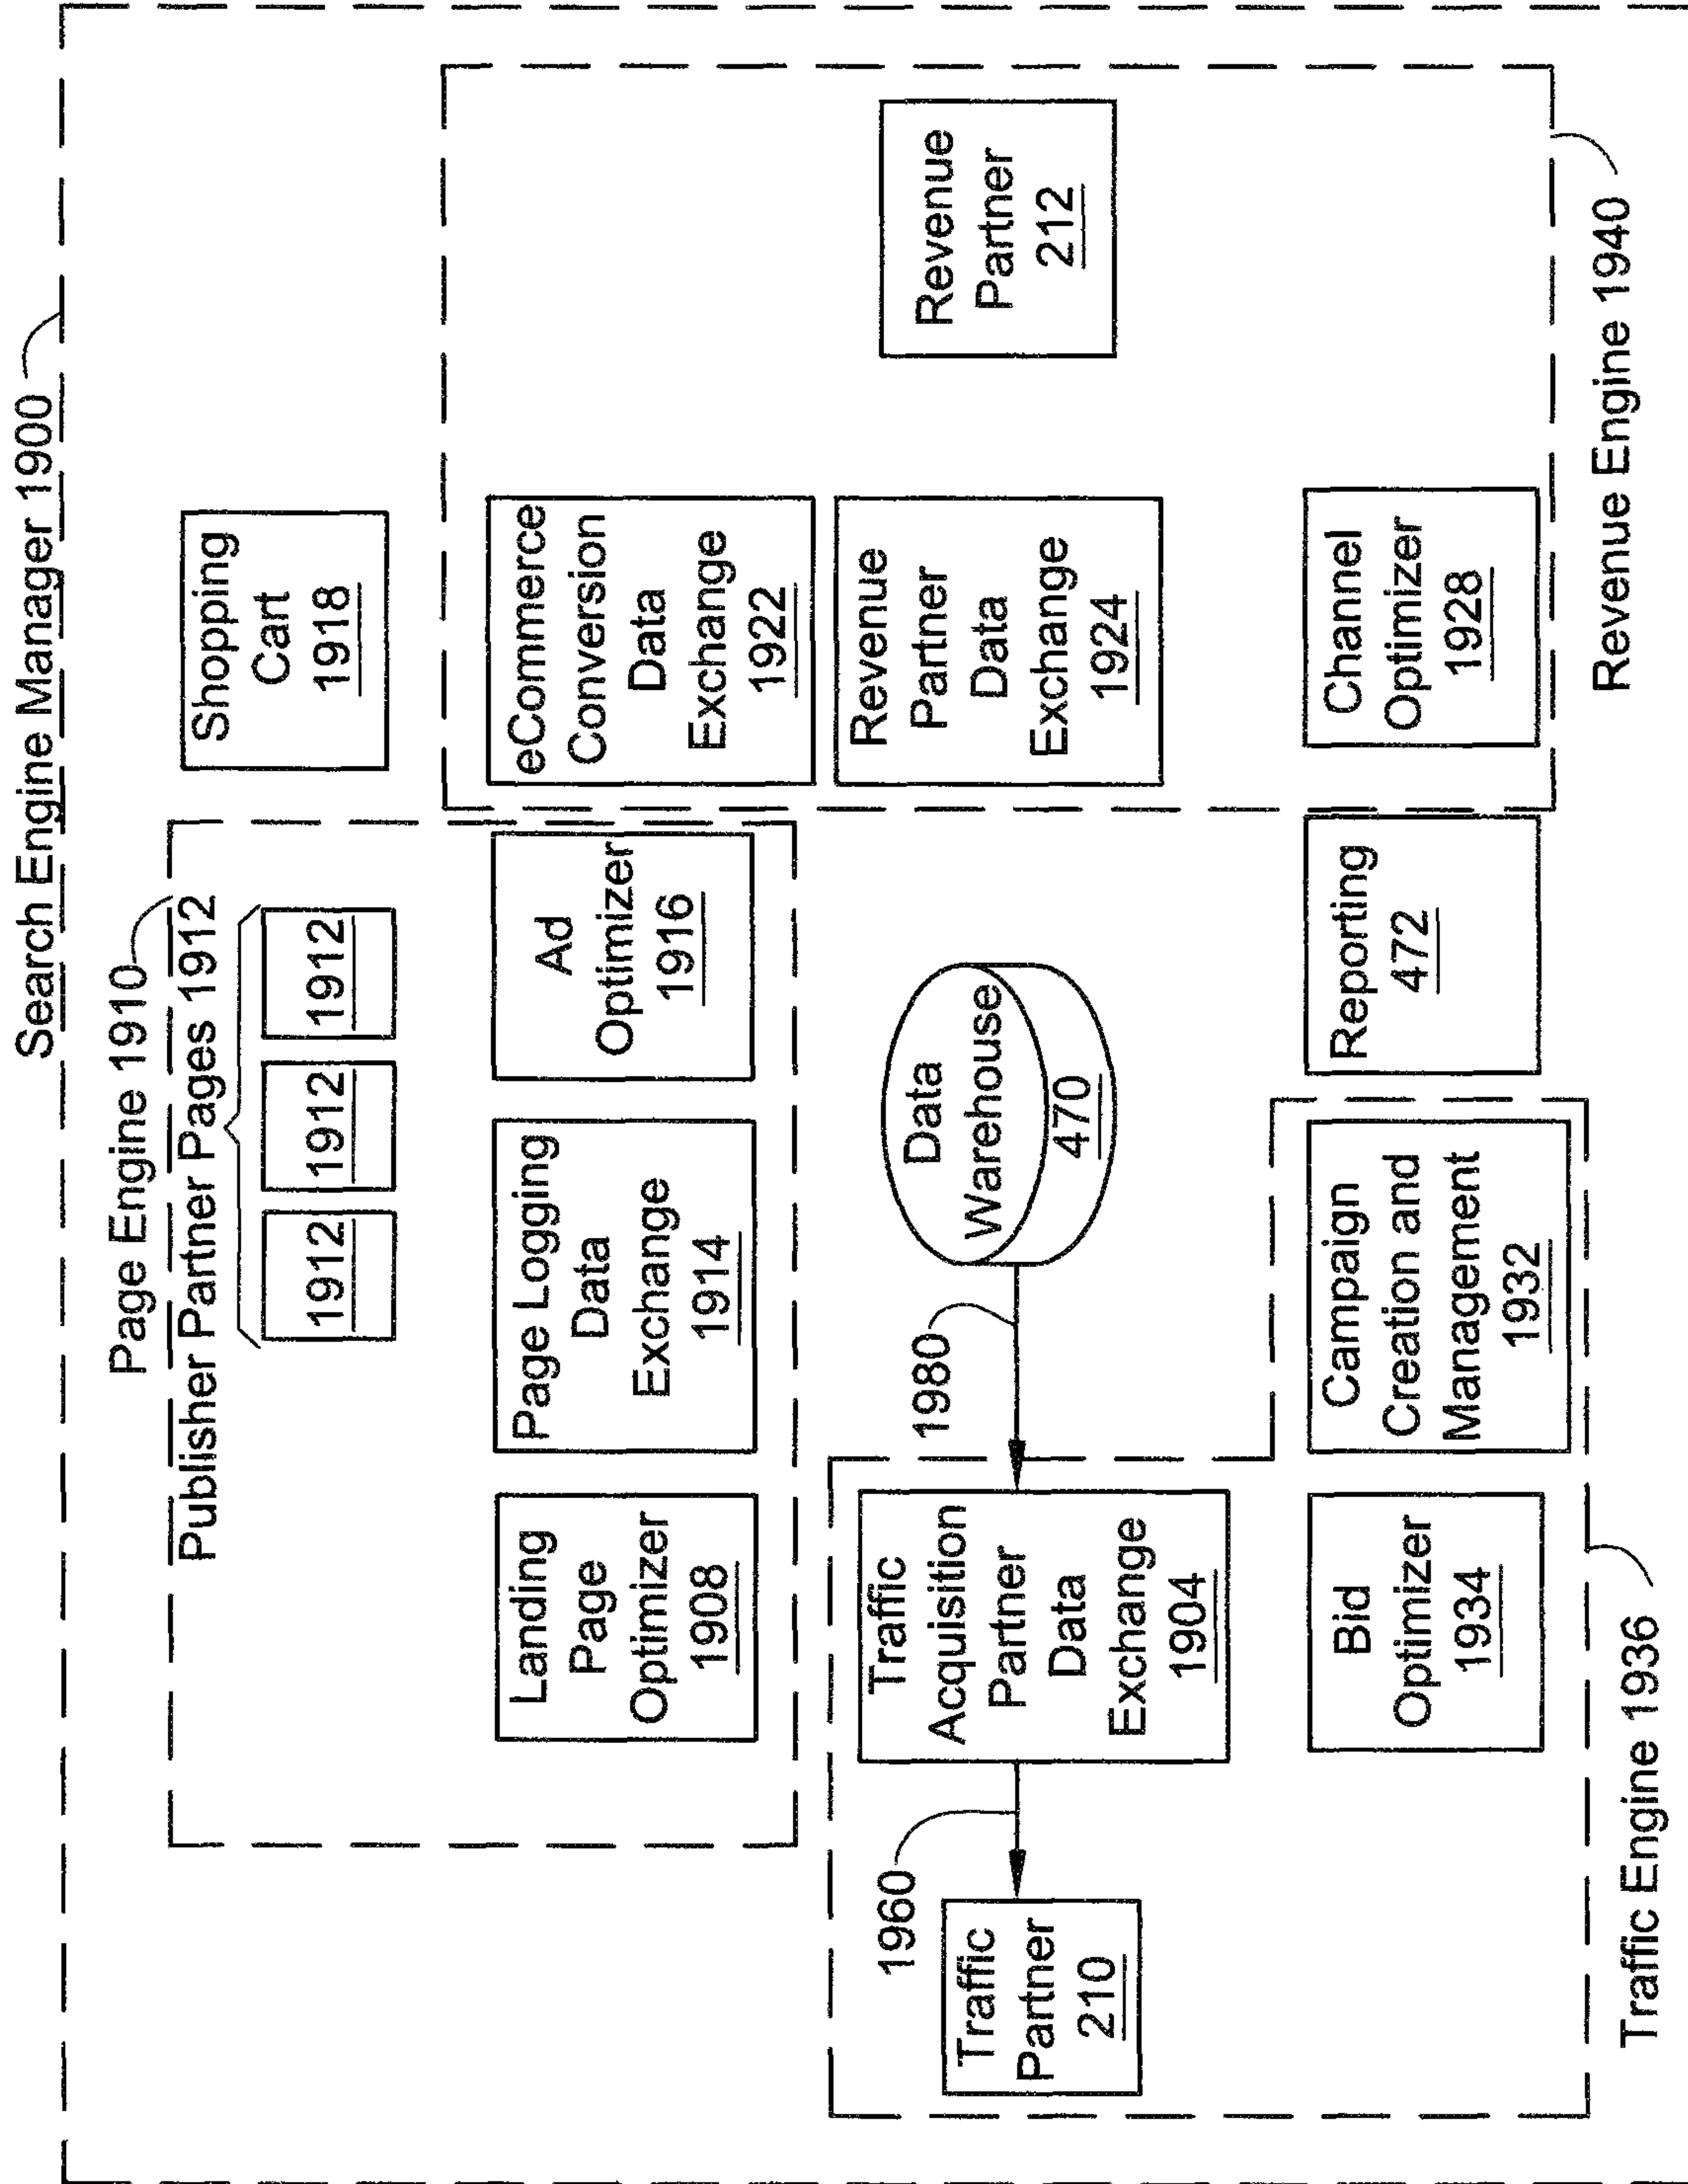 Search Engine Manager 1900
Page Engine 1910
Publisher Partner Pages 1912
1912
1912
1912
Shopping
Cart
1918
Landing
Page
Optimizer
1908
Page Logging
Data
Exchange
1914
Ad
Optimizer
1916
eCommerce
Conversion
Data
Exchange
1922
Traffic
Partner
210
1960
Traffic
Acquisition
Partner
Data
Exchange
1904
1980
Data
Warehouse
470
Revenue
Partner
Data
Exchange
1924
Revenue
Partner
212
Bid
Optimizer
1934
Campaign
Creation and
Management
1932
Reporting
472
Channel
Optimizer
1928
Traffic Engine 1936
Revenue Engine 1940